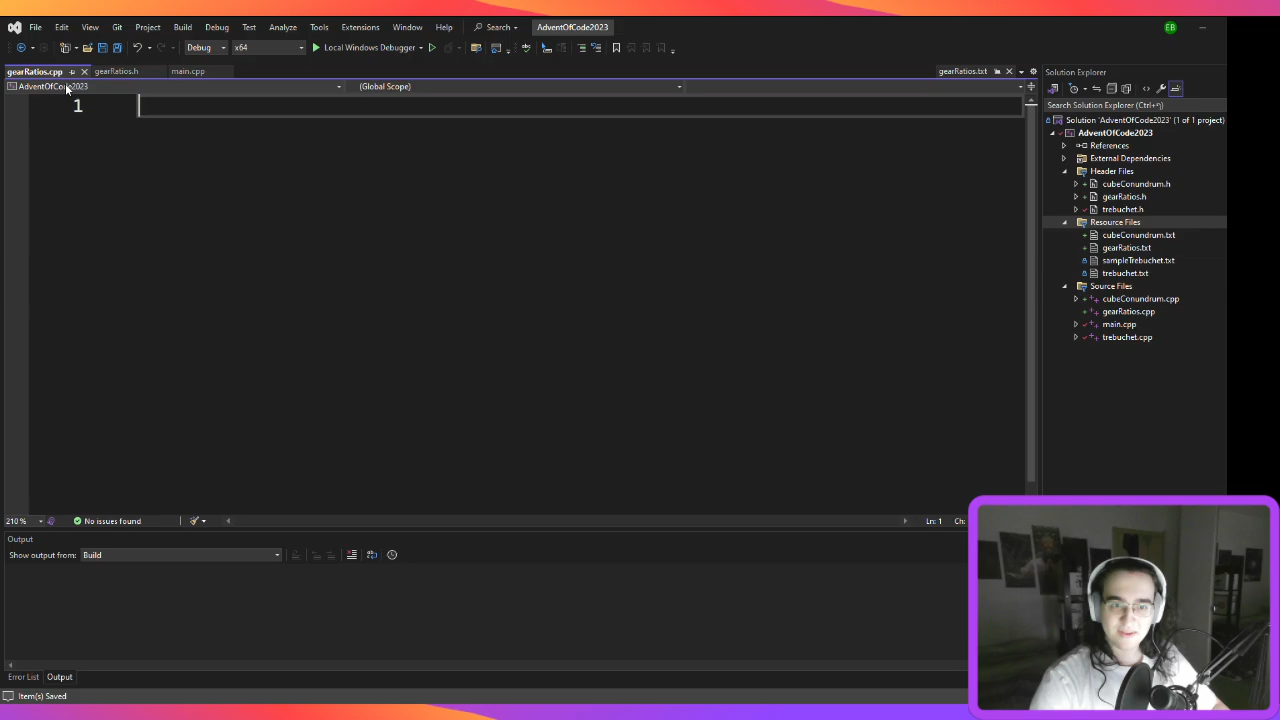 File Edit View Git Project Build Debug Test Analyze Tools Extensions Window Help Search AdventOfCode2023 EB
Debug x64 Local Windows Debugger
gearRatios.cpp gearRatios.h main.cpp gearRatios.txt
AdventOfCode2023 (Global Scope)
1
210 % No issues found Ln: 1 Ch:
Output
Show output from: Build
Error List Output
Item(s) Saved
Solution Explorer
Search Solution Explorer (Ctrl+^)
Solution 'AdventOfCode2023' (1 of 1 project)
AdventOfCode2023
References
External Dependencies
Header Files
cubeConundrum.h
gearRatios.h
trebuchet.h
Resource Files
cubeConundrum.txt
gearRatios.txt
sampleTrebuchet.txt
trebuchet.txt
Source Files
cubeConundrum.cpp
gearRatios.cpp
main.cpp
trebuchet.cpp